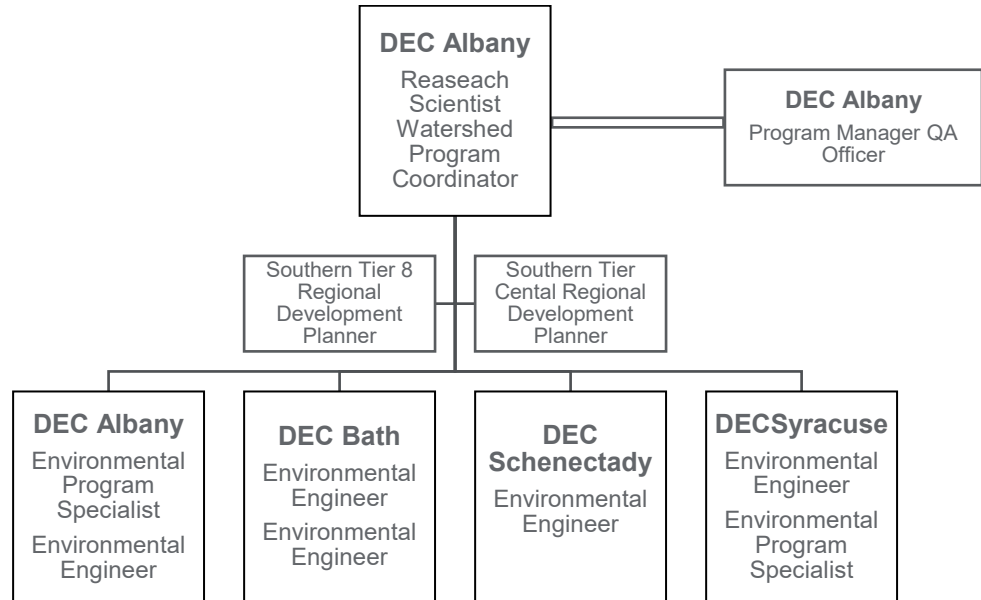 DEC Albany
Reaseach
Scientist
Watershed
Program
Coordinator
DEC Albany
Program Manager QA
Officer
Southern Tier 8
Regional
Development
Planner
Southern Tier
Cental Regional
Development
Planner
DEC Albany
Environmental
Program
Specialist
Environmental
Engineer
DEC Bath
Environmental
Engineer
Environmental
Engineer
DEC
Schenectady
Environmental
Engineer
DECSyracuse
Environmental
Engineer
Environmental
Program
Specialist